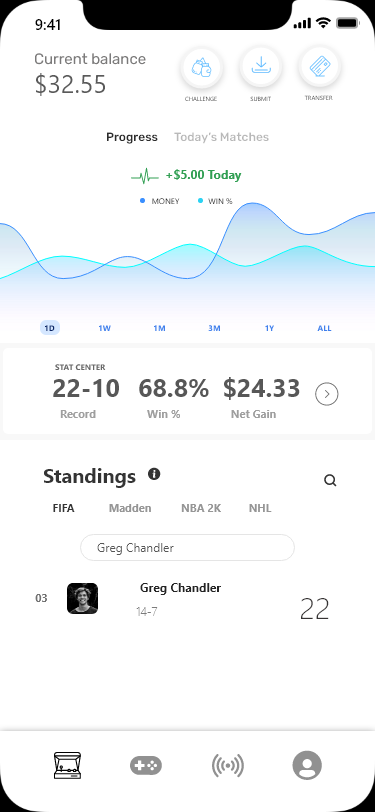 9:41
Current balance
$32.55
CHALLENGE SUBMIT TRANSFER
Progress Today's Matches
+$5.00 Today
MONEY WIN %
1D 1W 1M 3M 1Y ALL
STAT CENTER
22-10 68.8% $24.33
Record Win % Net Gain
Standings
FIFA Madden NBA 2K NHL
Greg Chandler
03 Greg Chandler
14-7 22